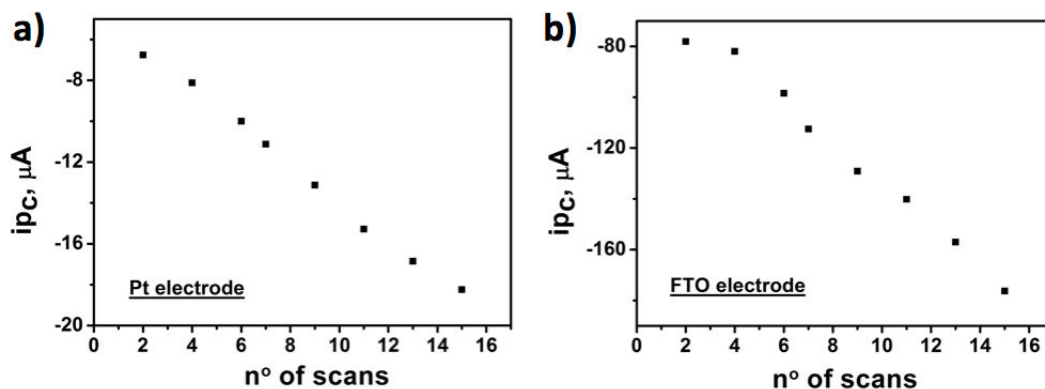 a)
-8
-12
-16
-20
ipC, μA
0 2 4 6 8 10 12 14 16
nº of scans
Pt electrode
b)
-80
-120
-160
ipC, μA
0 2 4 6 8 10 12 14 16
nº of scans
FTO electrode